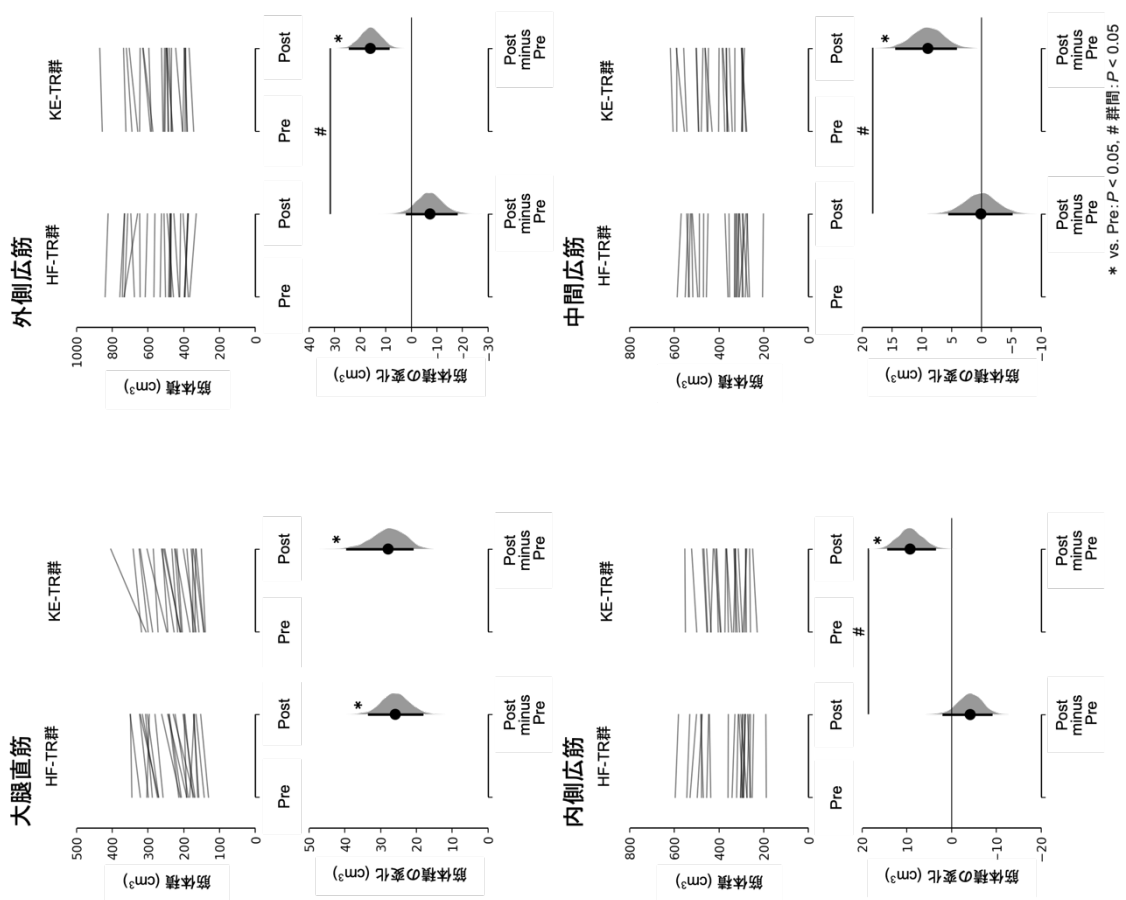 大腿直筋
HF-TR群
KE-TR群
筋体積 (cm³)
500
400
300
200
100
0
Pre
Post
Pre
Post
筋体積の変化 (cm³)
50
40
30
20
10
0
*
*
Post
minus
Pre
Post
minus
Pre
外側広筋
HF-TR群
KE-TR群
筋体積 (cm³)
1000
800
600
400
200
0
Pre
Post
Pre
Post
筋体積の変化 (cm³)
40
30
20
10
0
−10
−20
−30
#
*
Post
minus
Pre
Post
minus
Pre
内側広筋
HF-TR群
KE-TR群
筋体積 (cm³)
800
600
400
200
0
Pre
Post
Pre
Post
筋体積の変化 (cm³)
20
10
0
−10
−20
#
*
Post
minus
Pre
Post
minus
Pre
中間広筋
HF-TR群
KE-TR群
筋体積 (cm³)
800
600
400
200
0
Pre
Post
Pre
Post
筋体積の変化 (cm³)
20
15
10
5
0
−5
−10
#
*
Post
minus
Pre
Post
minus
Pre
* vs. Pre: P < 0.05, # 群間: P < 0.05